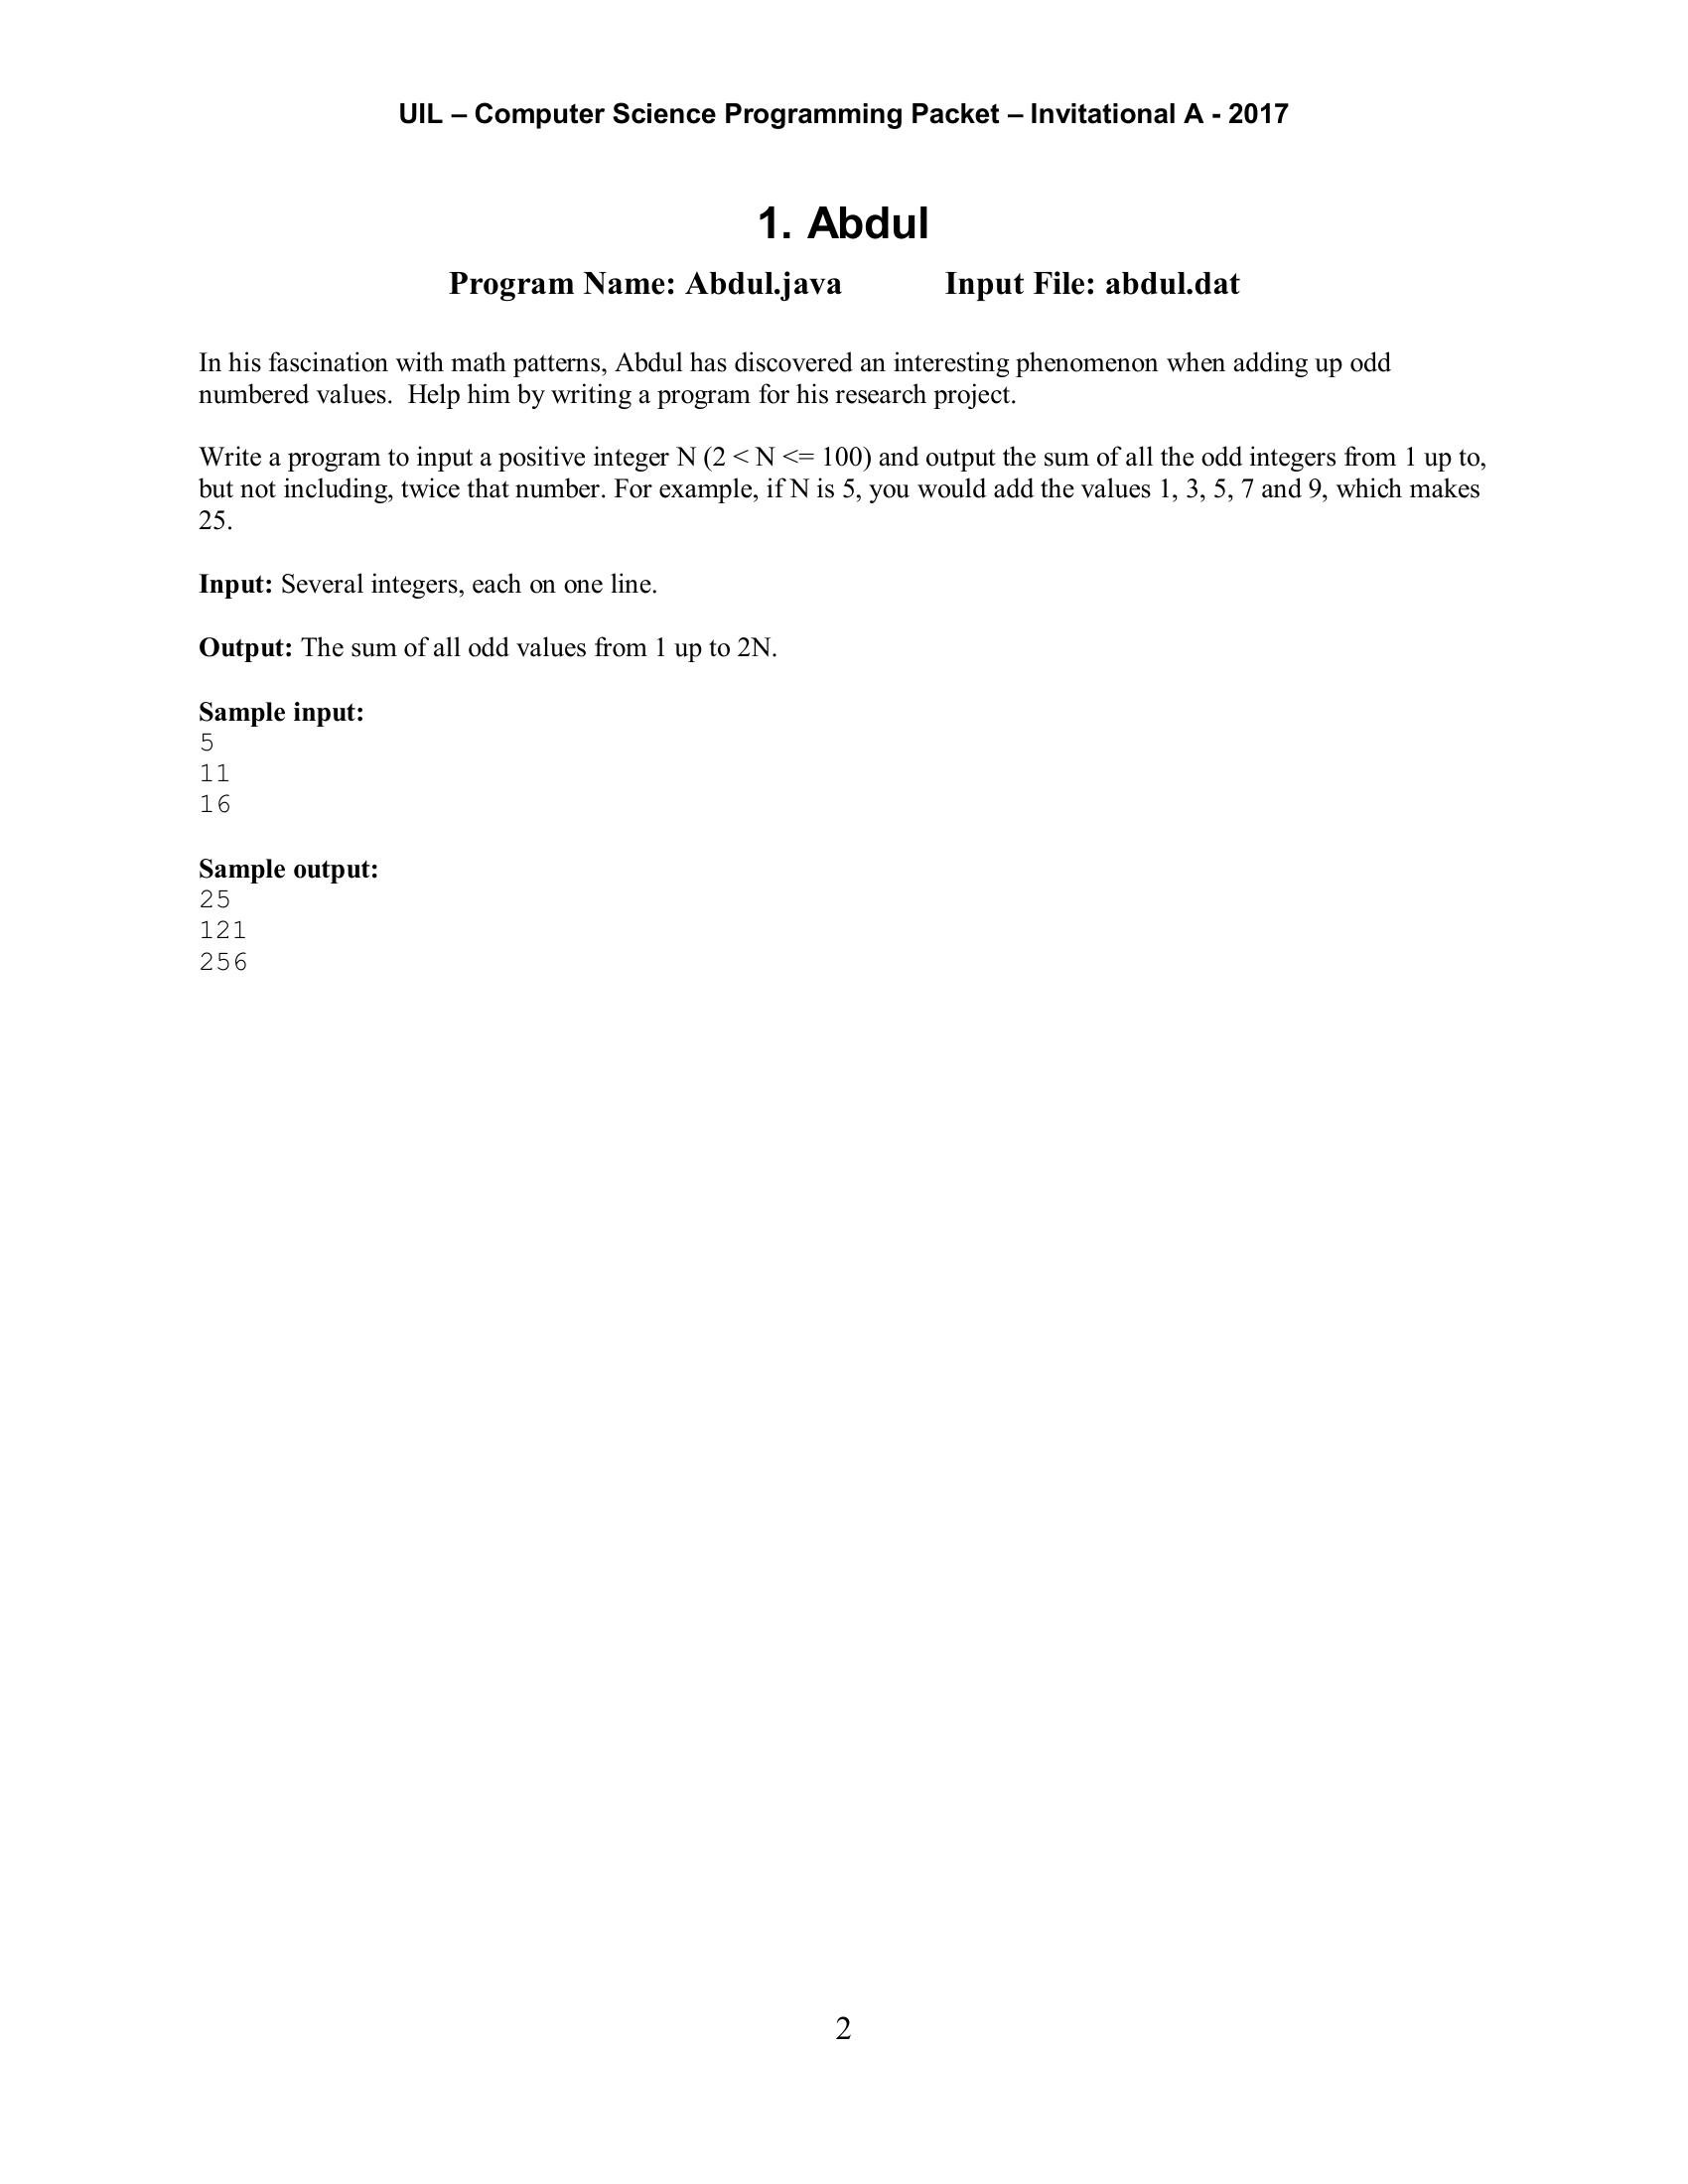 UIL – Computer Science Programming Packet – Invitational A - 2017
1. Abdul
Program Name: Abdul.java Input File: abdul.dat
In his fascination with math patterns, Abdul has discovered an interesting phenomenon when adding up odd
numbered values.  Help him by writing a program for his research project.
Write a program to input a positive integer N (2 < N <= 100) and output the sum of all the odd integers from 1 up to,
but not including, twice that number. For example, if N is 5, you would add the values 1, 3, 5, 7 and 9, which makes
25.
Input: Several integers, each on one line.
Output: The sum of all odd values from 1 up to 2N.
Sample input:
5
11
16
Sample output:
25
121
256
2